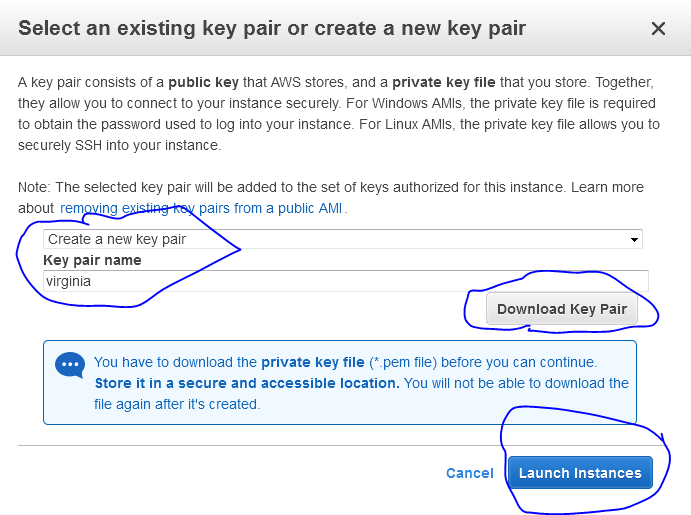 Select an existing key pair or create a new key pair
A key pair consists of a public key that AWS stores, and a private key file that you store. Together,
they allow you to connect to your instance securely. For Windows AMIs, the private key file is required
to obtain the password used to log into your instance. For Linux AMIs, the private key file allows you to
securely SSH into your instance.
Note: The selected key pair will be added to the set of keys authorized for this instance. Learn more
about removing existing key pairs from a public AMI.
Create a new key pair
Key pair name
virginia
Download Key Pair
You have to download the private key file (*.pem file) before you can continue.
Store it in a secure and accessible location. You will not be able to download the
file again after it's created.
Cancel Launch Instances